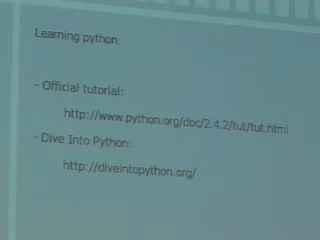 Learning python:
- Official tutorial:
http://www.python.org/doc/2.4.2/tut/tut.html
- Dive Into Python:
http://diveintopython.org/